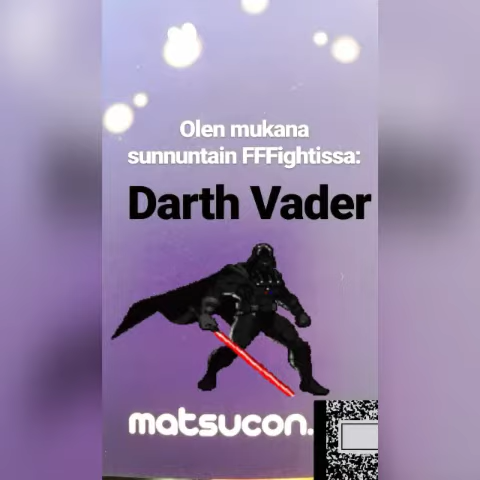 Olen mukana
sunnuntain FFFightissa:
Darth Vader
matsucon.